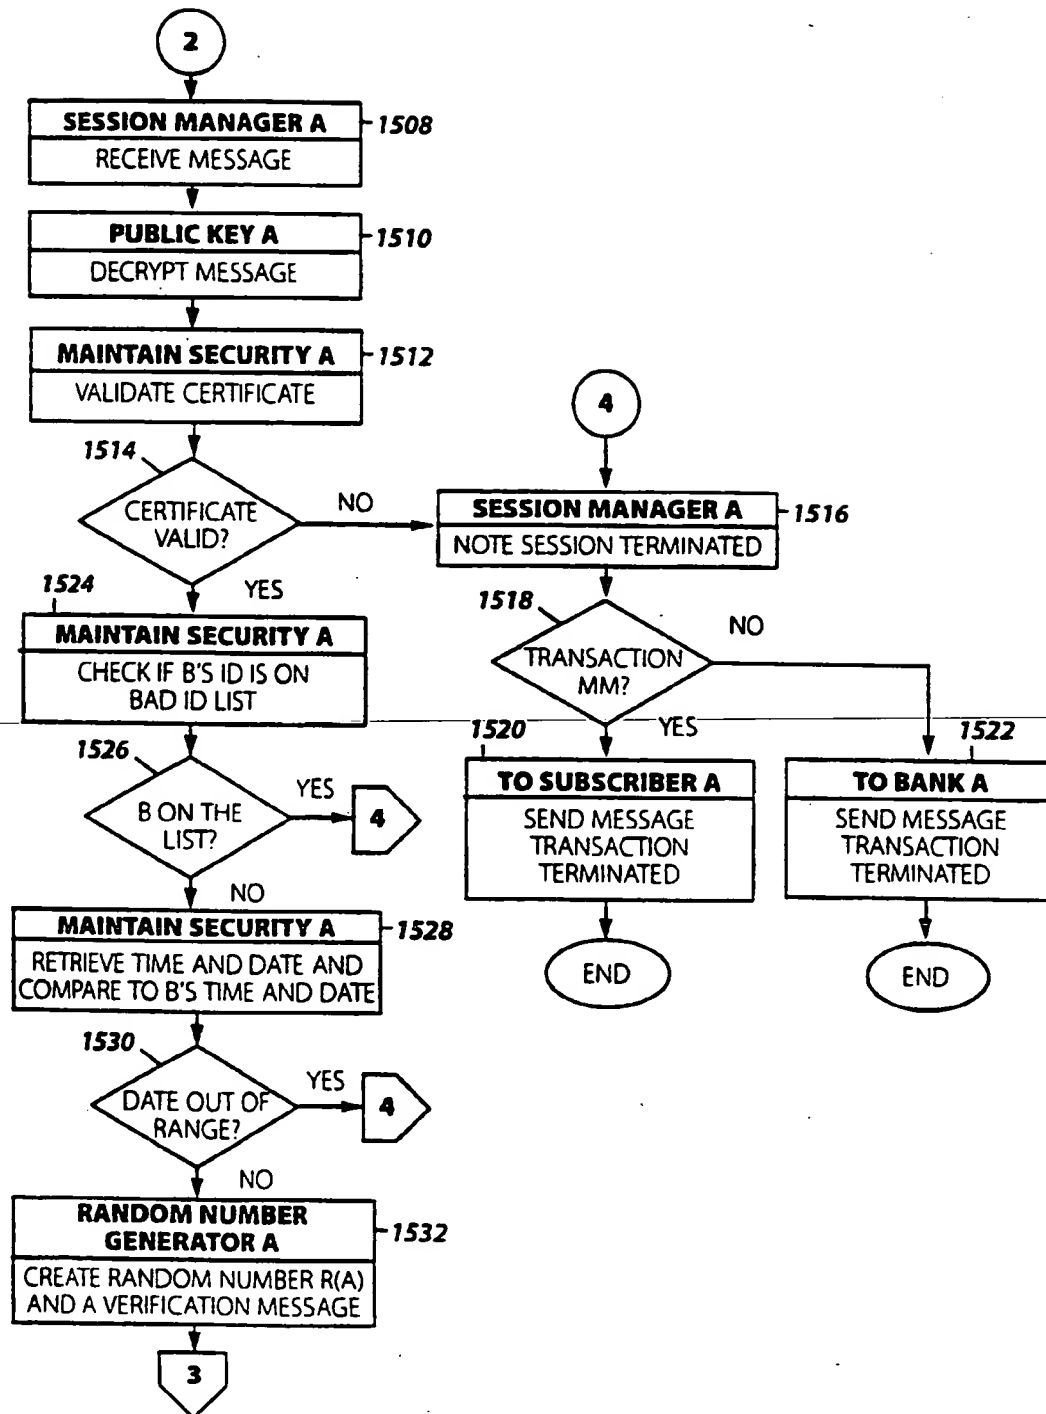 2
SESSION MANAGER A
1508
RECEIVE MESSAGE
PUBLIC KEY A
1510
DECRYPT MESSAGE
MAINTAIN SECURITY A
1512
VALIDATE CERTIFICATE
1514
CERTIFICATE
VALID?
NO
YES
4
SESSION MANAGER A
1516
NOTE SESSION TERMINATED
1518
TRANSACTION
MM?
NO
YES
1524
MAINTAIN SECURITY A
CHECK IF B'S ID IS ON
BAD ID LIST
1520
TO SUBSCRIBER A
SEND MESSAGE
TRANSACTION
TERMINATED
END
1522
TO BANK A
SEND MESSAGE
TRANSACTION
TERMINATED
END
1526
B ON THE
LIST?
YES
4
NO
MAINTAIN SECURITY A
1528
RETRIEVE TIME AND DATE AND
COMPARE TO B'S TIME AND DATE
1530
DATE OUT OF
RANGE?
YES
4
NO
RANDOM NUMBER
GENERATOR A
1532
CREATE RANDOM NUMBER R(A)
AND A VERIFICATION MESSAGE
3